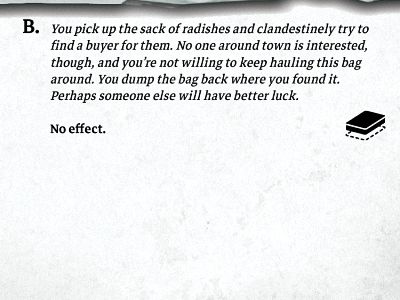 B. You pick up the sack of radishes and clandestinely try to
find a buyer for them. No one around town is interested,
though, and you're not willing to keep hauling this bag
around. You dump the bag back where you found it.
Perhaps someone else will have better luck.
No effect.